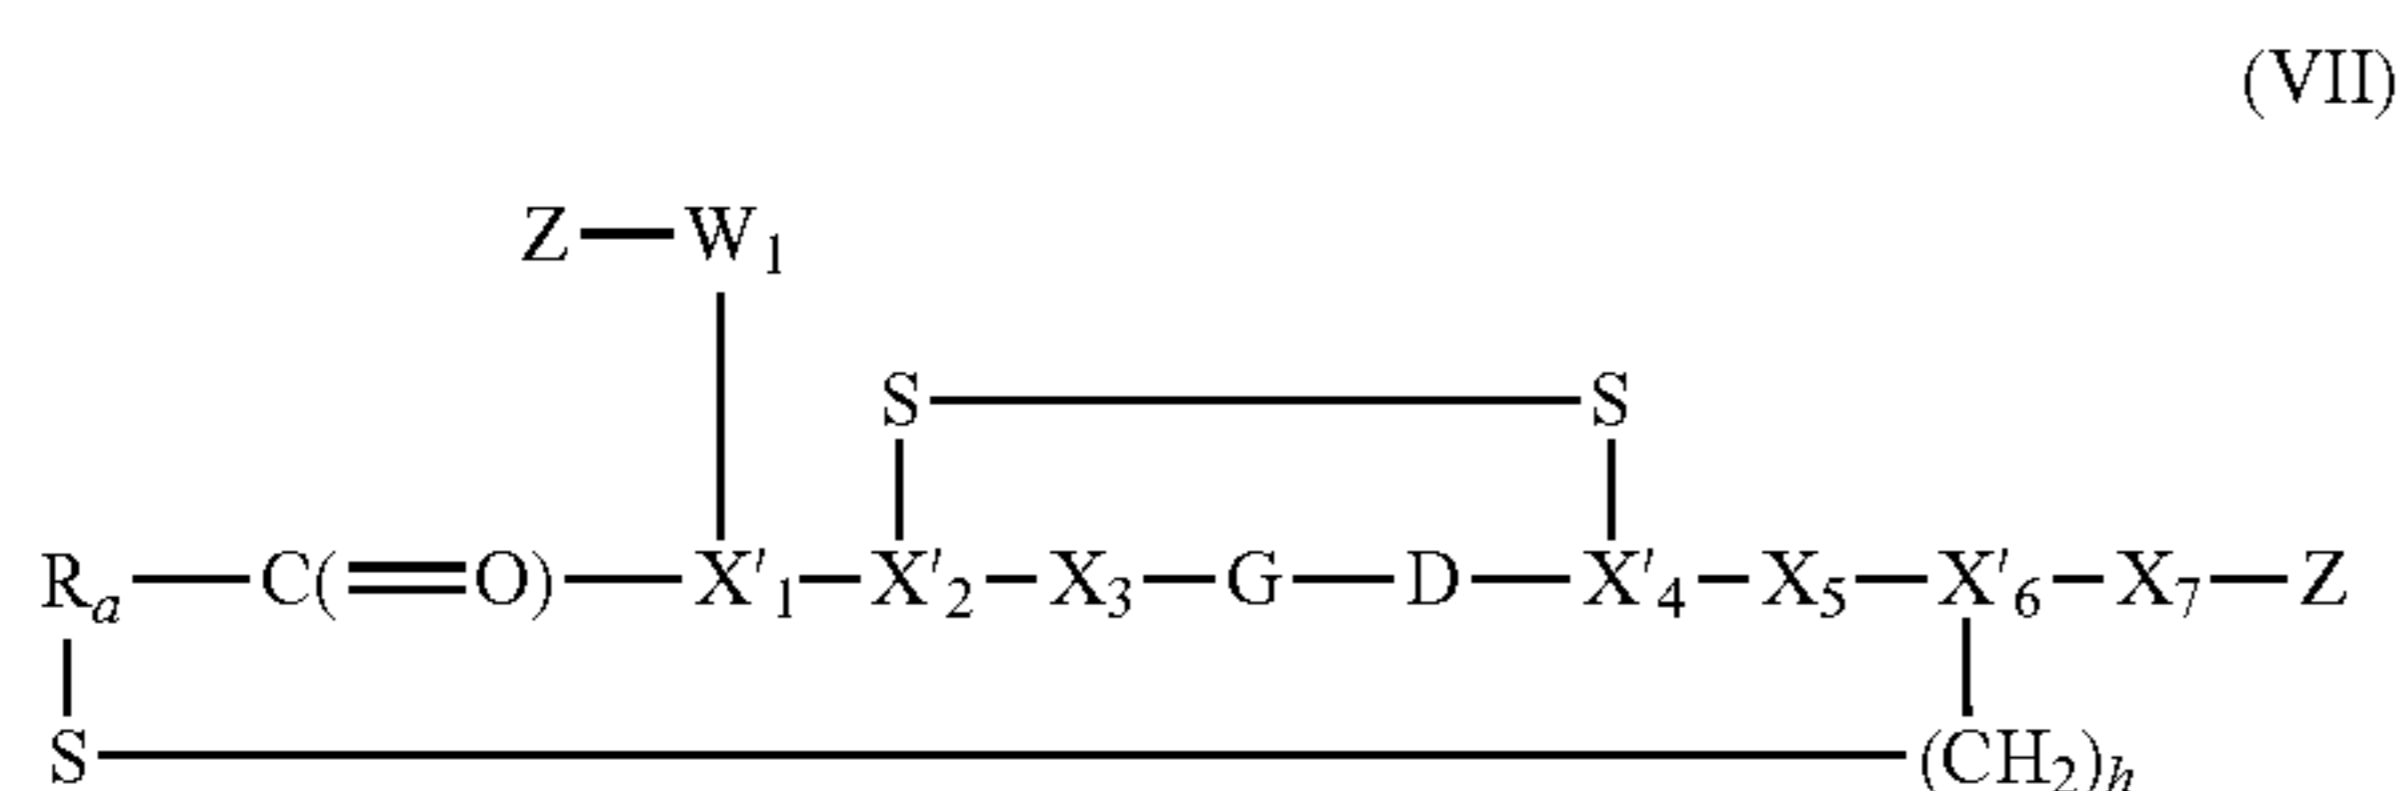 (VII)
Z—W₁
S—S
Rₐ—C(═O)—X'₁—X'₂—X₃—G—D—X'₄—X₅—X'₆—X₇—Z
S—(CH₂)ₕ